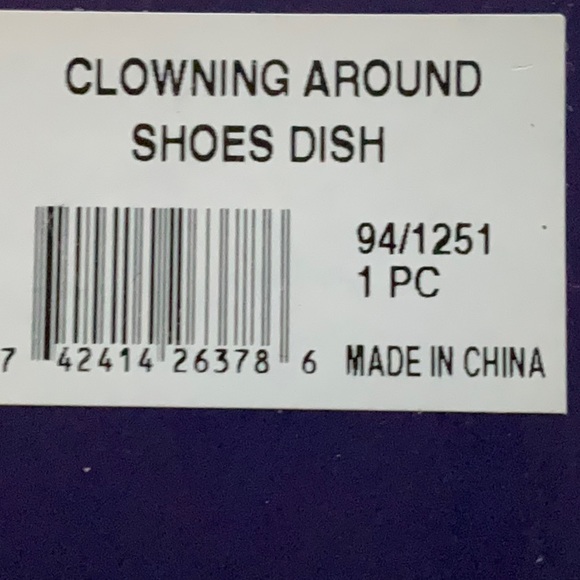 CLOWNING AROUND
SHOES DISH
94/1251
1 PC
7 42414 26378 6
MADE IN CHINA